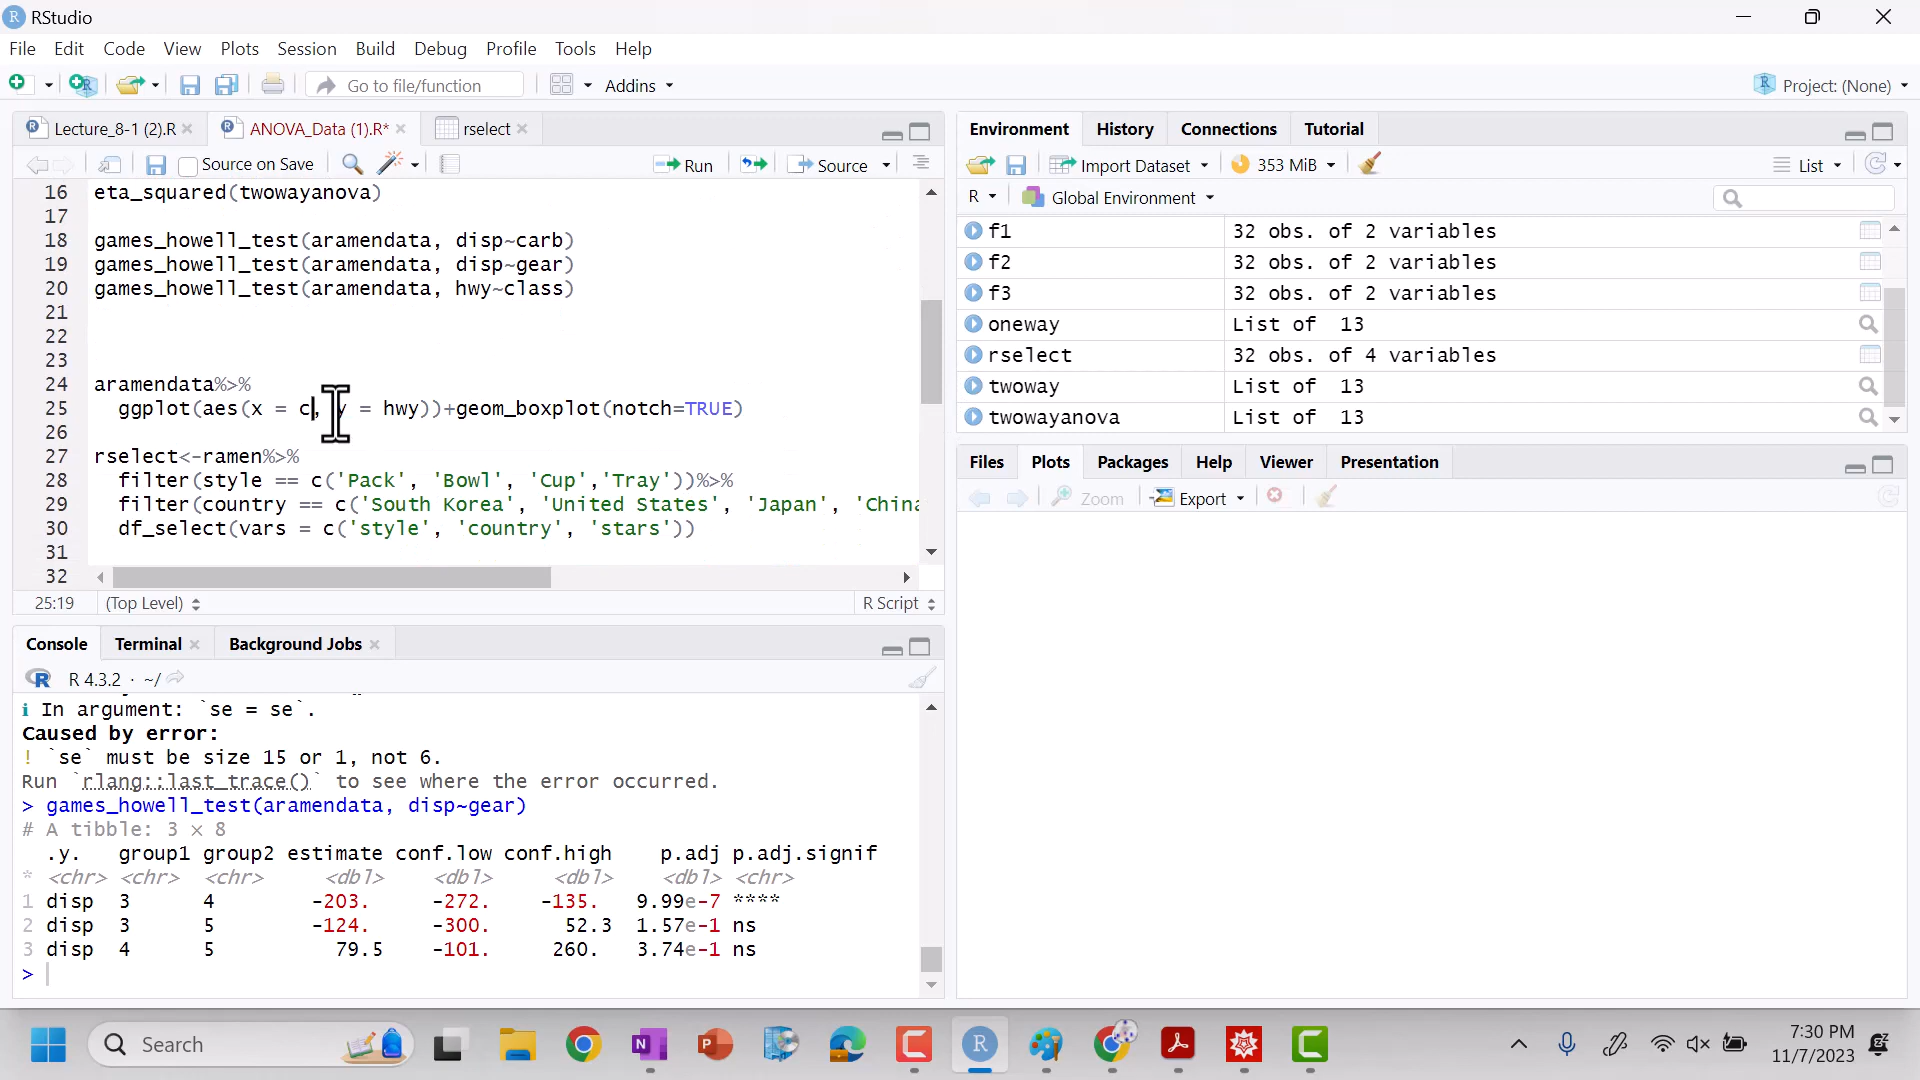 RStudio
File Edit Code View Plots Session Build Debug Profile Tools Help
Go to file/function Addins Project: (None)
Lecture_8-1 (2).R ANOVA_Data (1).R* rselect
Source on Save Run Source
16 eta_squared(twowayanova)
17
18 games_howell_test(aramendata, disp~carb)
19 games_howell_test(aramendata, disp~gear)
20 games_howell_test(aramendata, hwy~class)
21
22
23
24 aramendata%>%
25 ggplot(aes(x = c, y = hwy))+geom_boxplot(notch=TRUE)
26
27 rselect<-ramen%>%
28 filter(style == c('Pack', 'Bowl', 'Cup','Tray'))%>%
29 filter(country == c('South Korea', 'United States', 'Japan', 'China
30 df_select(vars = c('style', 'country', 'stars'))
31
32
25:19 (Top Level) R Script
Console Terminal Background Jobs
R 4.3.2 · ~/
i In argument: `se = se`.
Caused by error:
! `se` must be size 15 or 1, not 6.
Run `rlang::last_trace()` to see where the error occurred.
> games_howell_test(aramendata, disp~gear)
# A tibble: 3 × 8
.y. group1 group2 estimate conf.low conf.high p.adj p.adj.signif
* <chr> <chr> <chr> <dbl> <dbl> <dbl> <dbl> <chr>
1 disp 3 4 -203. -272. -135. 9.99e-7 ****
2 disp 3 5 -124. -300. 52.3 1.57e-1 ns
3 disp 4 5 79.5 -101. 260. 3.74e-1 ns
>
Environment History Connections Tutorial
Import Dataset 353 MiB List
R Global Environment
f1 32 obs. of 2 variables
f2 32 obs. of 2 variables
f3 32 obs. of 2 variables
oneway List of 13
rselect 32 obs. of 4 variables
twoway List of 13
twowayanova List of 13
Files Plots Packages Help Viewer Presentation
Zoom Export
Search
7:30 PM
11/7/2023